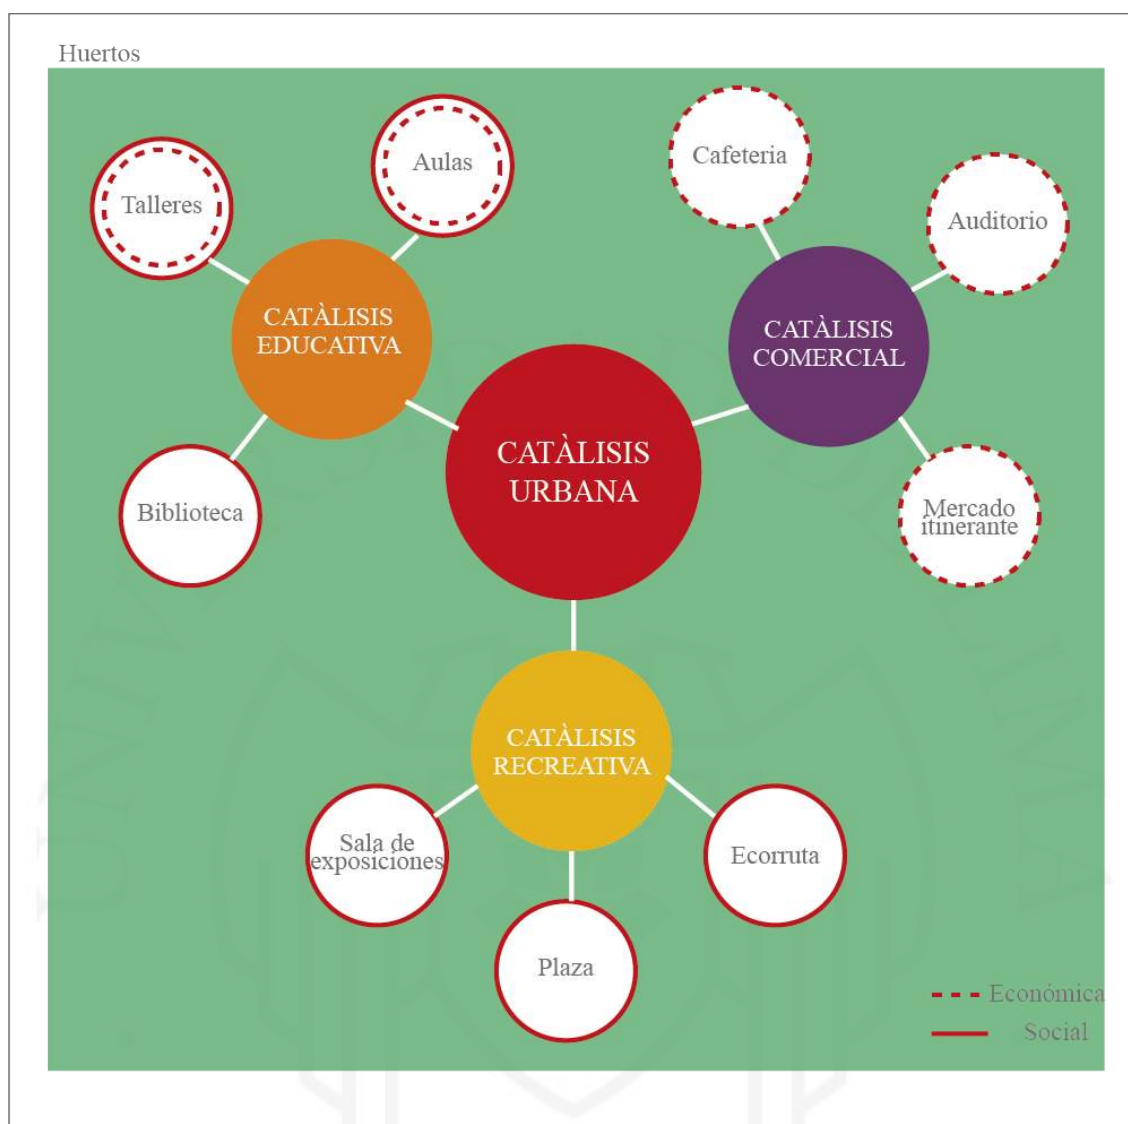 Huertos
Talleres
Aulas
Cafeteria
Auditorio
CATÀLISIS
EDUCATIVA
CATÀLISIS
COMERCIAL
CATÀLISIS
URBANA
Biblioteca
Mercado
itinerante
CATÀLISIS
RECREATIVA
Sala de
exposiciones
Plaza
Ecorruta
Económica
Social